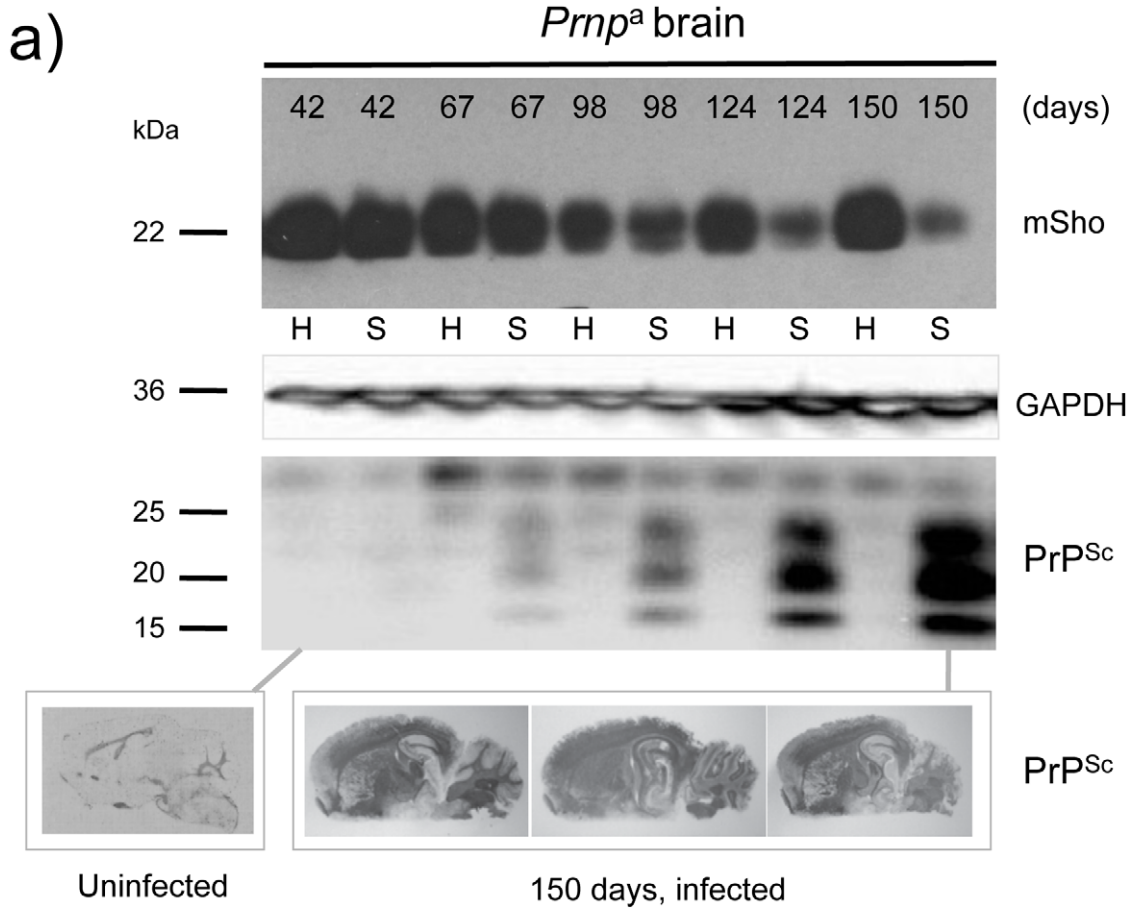 a)
Prnpᵃ brain
42 42 67 67 98 98 124 124 150 150 (days)
kDa
22 mSho
H S H S H S H S H S
36 GAPDH
25
20 PrPSc
15
PrPSc
Uninfected 150 days, infected